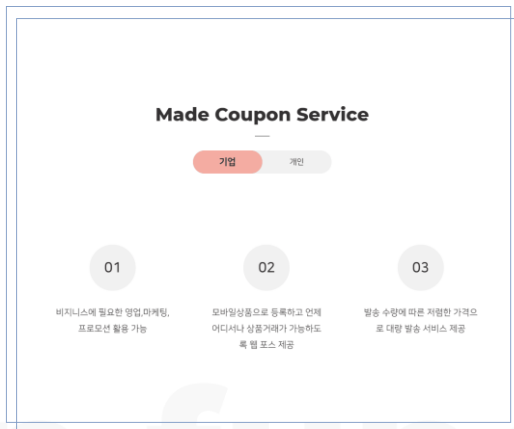 Made Coupon Service
기업
개인
01
02
03
비지니스에 필요한 영업,마케팅,
프로모션 활용 가능
모바일상품으로 등록하고 언제
어디서나 상품거래가 가능하도
록 웹 포스 제공
발송 수량에 따른 저렴한 가격으
로 대량 발송 서비스 제공